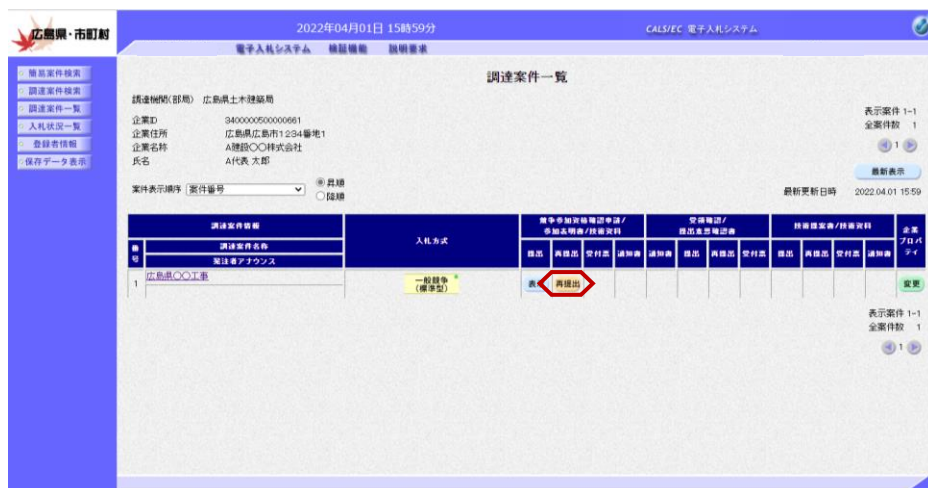 広島県・市町村
2022年04月01日 15時59分
CALS/EC 電子入札システム
電子入札システム 検証機能 説明要求
簡易案件検索
調達案件検索
調達案件一覧
入札状況一覧
登録者情報
保存データ表示
調達案件一覧
調達機関(部局) 広島県土木建築局
企業ID 3400000500000661
企業住所 広島県広島市1234番地1
企業名称 A建設〇〇株式会社
氏名 A代表 太郎
表示案件 1-1
全案件数 1
1
最新表示
案件表示順序 案件番号
昇順
降順
最新更新日時 2022.04.01 15:59
調達案件情報
番号
調達案件名称
発注者アナウンス
入札方式
競争参加資格確認申請/
参加表明書/技術資料
提出 再提出 受付票 通知書
受領確認/
提出意思確認書
通知書 提出 再提出 受付票
技術提案書/技術資料
提出 再提出 受付票 通知書
企業プロパティ
1 広島県〇〇工事
一般競争
(標準型)
再提出
変更
表示案件 1-1
全案件数 1
1